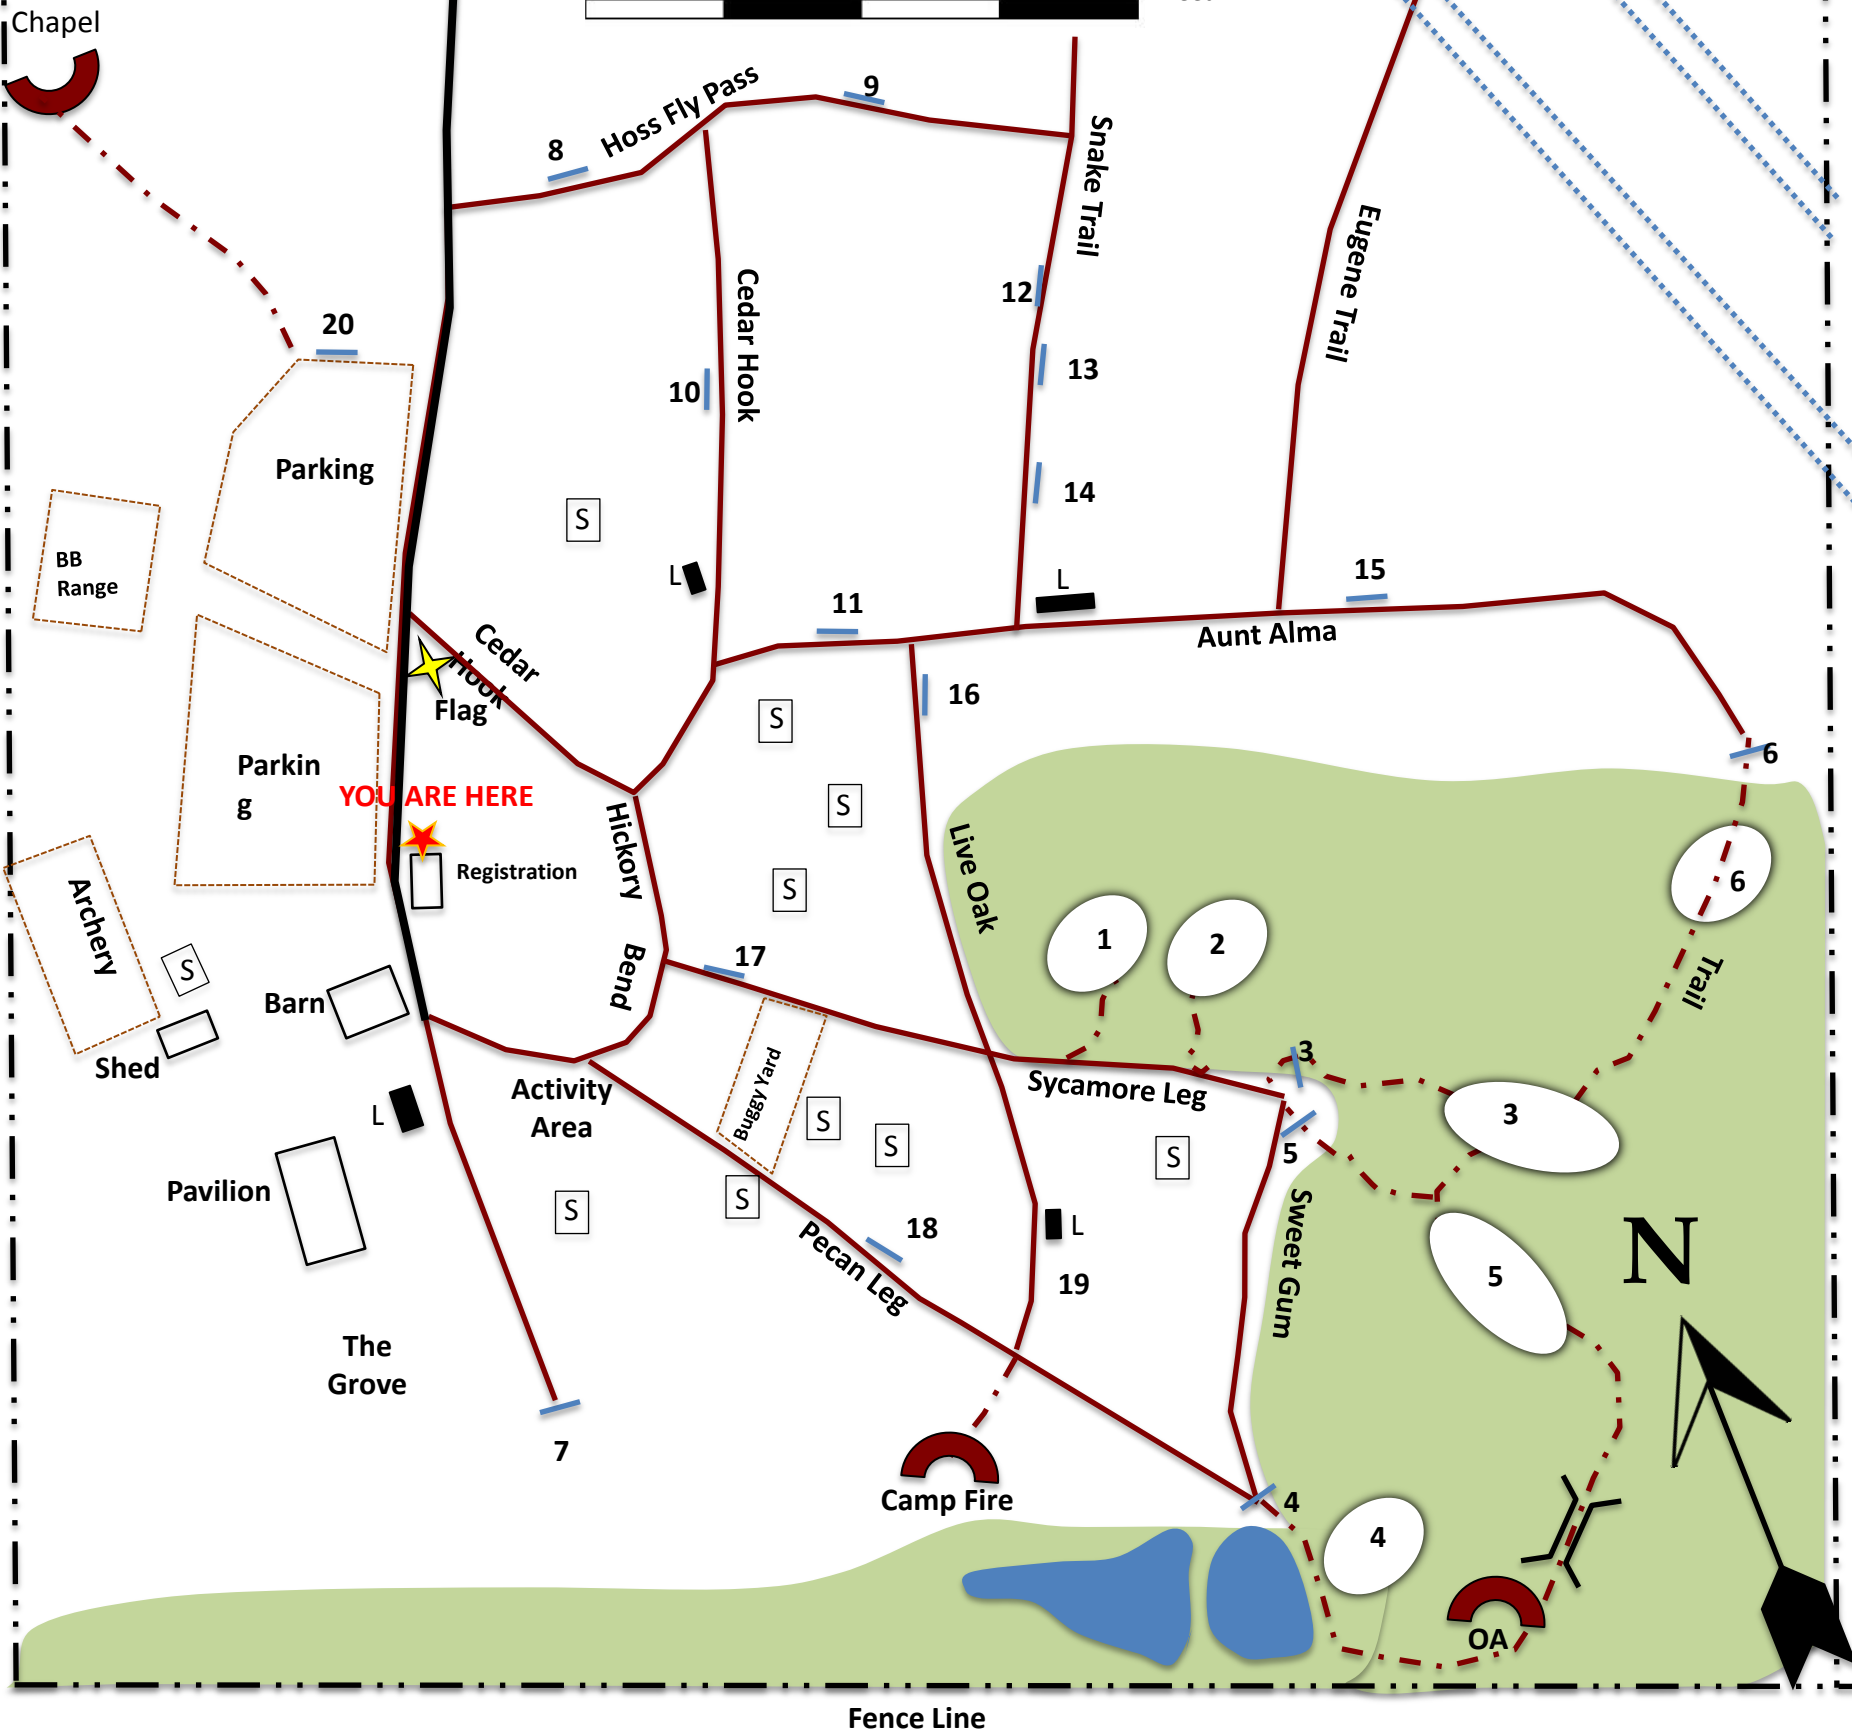 Chapel
9
Hoss Fly Pass
8
Snake Trail
Eugene Trail
12
Cedar Hook
20
13
10
Parking
14
S
BB
Range
L
L
15
11
Aunt Alma
Cedar
Hook
Flag
16
S
6
Parkin
g
YOU ARE HERE
S
Hickory
Live Oak
Registration
6
S
Archery
1
2
Bend
17
S
Trail
Barn
3
Shed
Sycamore Leg
Activity
Area
Buggy Yard
L
S
S
3
5
S
Pavilion
S
S
Sweet Gum
18
L
Pecan Leg
N
5
19
The
Grove
7
Camp Fire
4
4
OA
Fence Line